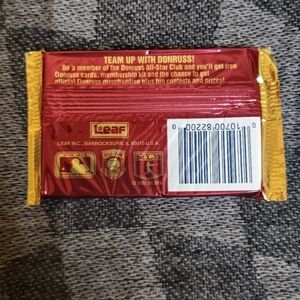 TEAM UP WITH DONRUSS!
Be a member of the Donruss All-Star Club and you'll get free
Donruss cards, membership kit and the chance to get
official Donruss merchandise plus fun contests and prizes!
Leaf
LEAF INC., BANNOCKBURN, IL 60015 U.S.A.
0 10700 82200